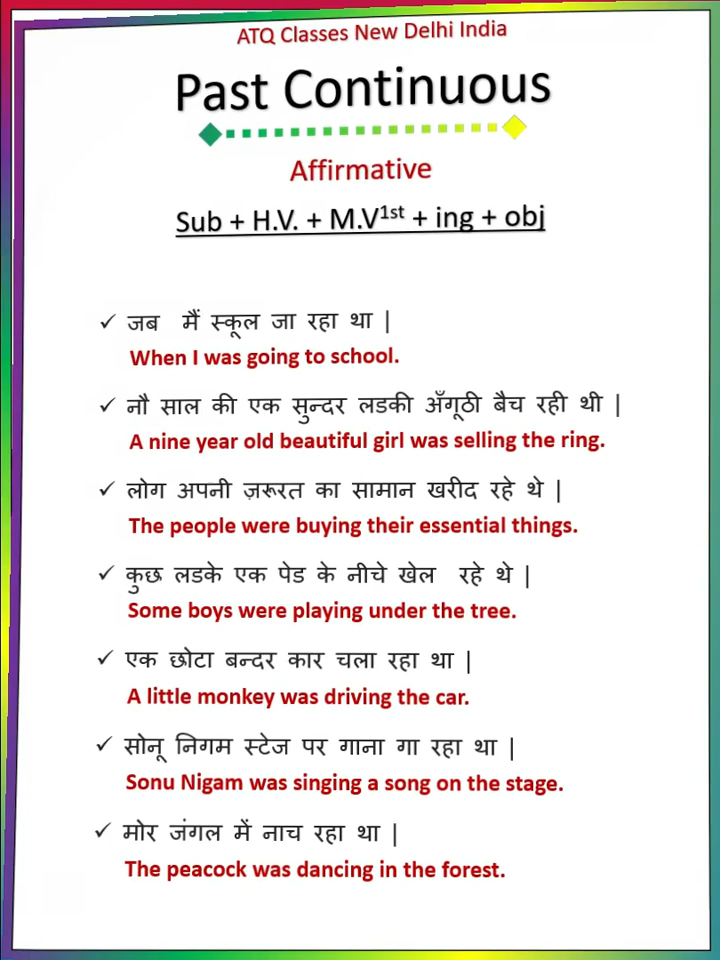 ATQ Classes New Delhi India
Past Continuous
Affirmative
Sub + H.V. + M.V1st + ing + obj
✓ जब मैं स्कूल जा रहा था |
When I was going to school.
✓ नौ साल की एक सुन्दर लडकी अँगूठी बैच रही थी |
A nine year old beautiful girl was selling the ring.
✓ लोग अपनी ज़रूरत का सामान खरीद रहे थे |
The people were buying their essential things.
✓ कुछ लडके एक पेड के नीचे खेल रहे थे |
Some boys were playing under the tree.
✓ एक छोटा बन्दर कार चला रहा था |
A little monkey was driving the car.
✓ सोनू निगम स्टेज पर गाना गा रहा था |
Sonu Nigam was singing a song on the stage.
✓ मोर जंगल में नाच रहा था |
The peacock was dancing in the forest.